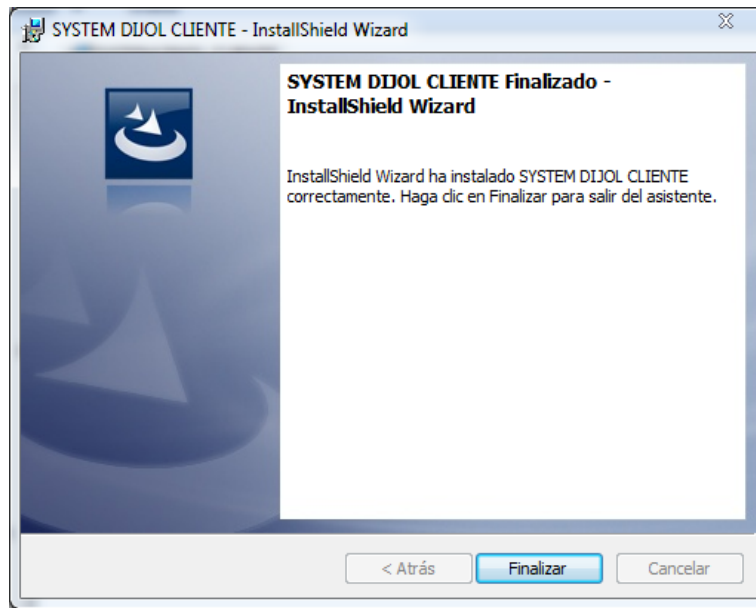 SYSTEM DIJOL CLIENTE - InstallShield Wizard
SYSTEM DIJOL CLIENTE Finalizado -
InstallShield Wizard
InstallShield Wizard ha instalado SYSTEM DIJOL CLIENTE
correctamente. Haga clic en Finalizar para salir del asistente.
< Atrás
Finalizar
Cancelar